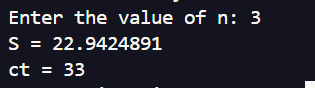 Enter the value of n: 3
S = 22.9424891
ct = 33